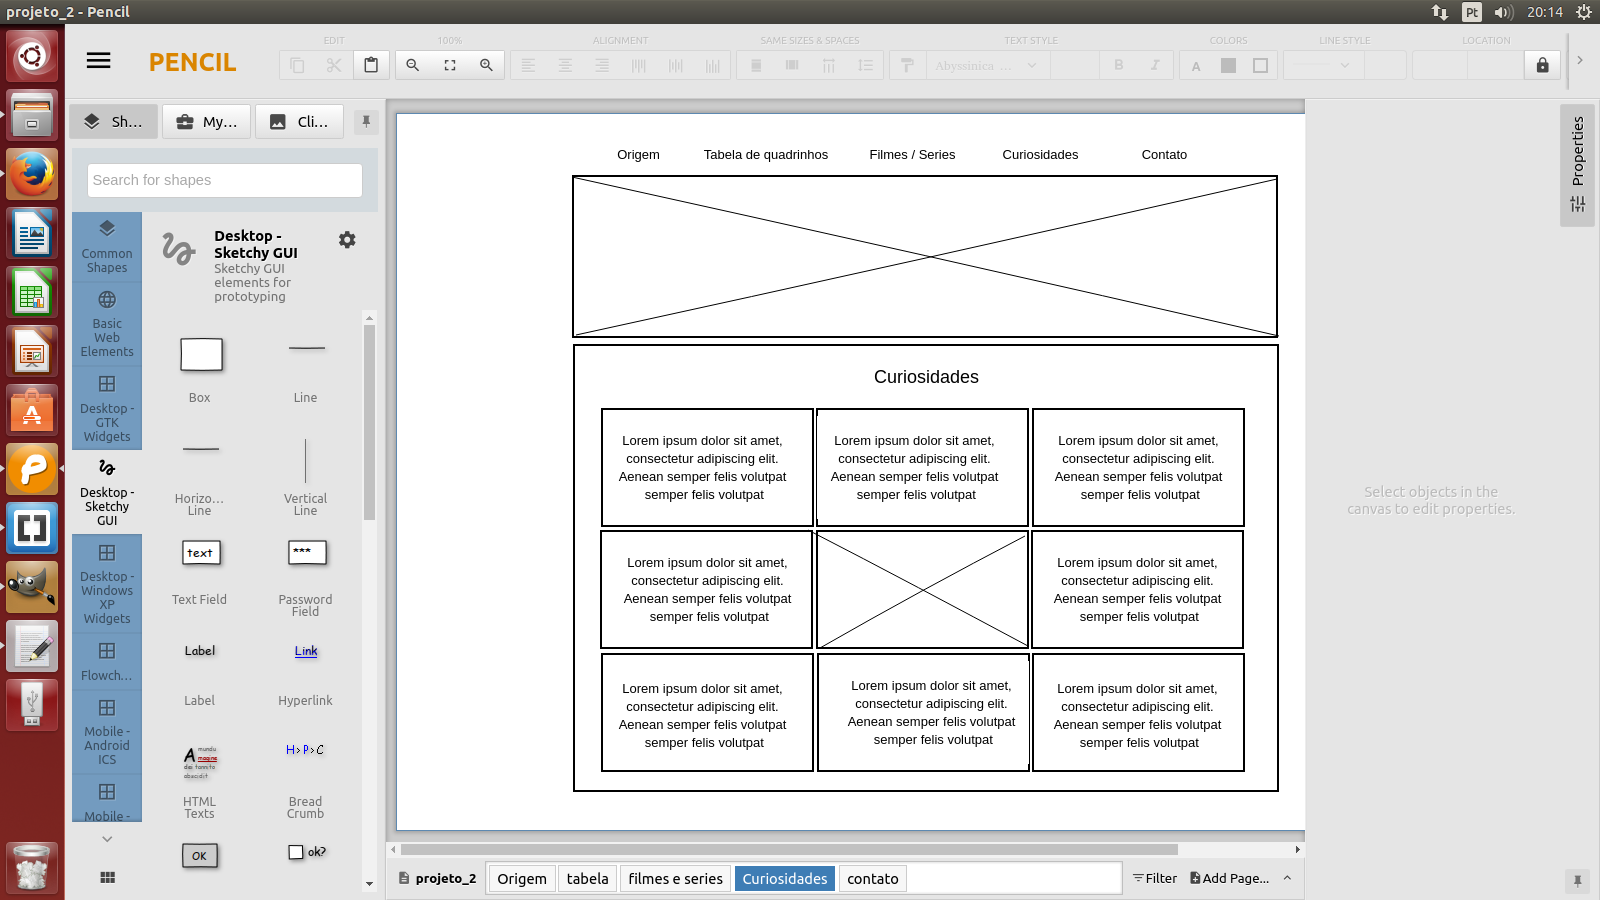 projeto_2 - Pencil
Pt
20:14
PENCIL
EDIT
100%
ALIGNMENT
SAME SIZES & SPACES
TEXT STYLE
COLORS
LINE STYLE
LOCATION
Abyssinica ...
B
I
A
Sh...
My...
Cli...
Search for shapes
Common
Shapes
Basic
Web
Elements
Desktop -
GTK
Widgets
Desktop -
Sketchy
GUI
Desktop -
Windows
XP
Widgets
Flowch...
Mobile -
Android
ICS
Mobile -
Desktop -
Sketchy GUI
Sketchy GUI
elements for
prototyping
Box
Line
Horizo...
Line
Vertical
Line
text
***
Text Field
Password
Field
Label
Link
Label
Hyperlink
H>P>C
HTML
Texts
Bread
Crumb
OK
ok?
Origem
Tabela de quadrinhos
Filmes / Series
Curiosidades
Contato
Curiosidades
Lorem ipsum dolor sit amet,
consectetur adipiscing elit.
Aenean semper felis volutpat
semper felis volutpat
Lorem ipsum dolor sit amet,
consectetur adipiscing elit.
Aenean semper felis volutpat
semper felis volutpat
Lorem ipsum dolor sit amet,
consectetur adipiscing elit.
Aenean semper felis volutpat
semper felis volutpat
Lorem ipsum dolor sit amet,
consectetur adipiscing elit.
Aenean semper felis volutpat
semper felis volutpat
Lorem ipsum dolor sit amet,
consectetur adipiscing elit.
Aenean semper felis volutpat
semper felis volutpat
Lorem ipsum dolor sit amet,
consectetur adipiscing elit.
Aenean semper felis volutpat
semper felis volutpat
Lorem ipsum dolor sit amet,
consectetur adipiscing elit.
Aenean semper felis volutpat
semper felis volutpat
Lorem ipsum dolor sit amet,
consectetur adipiscing elit.
Aenean semper felis volutpat
semper felis volutpat
Properties
Select objects in the
canvas to edit properties.
projeto_2
Origem
tabela
filmes e series
Curiosidades
contato
Filter
Add Page...